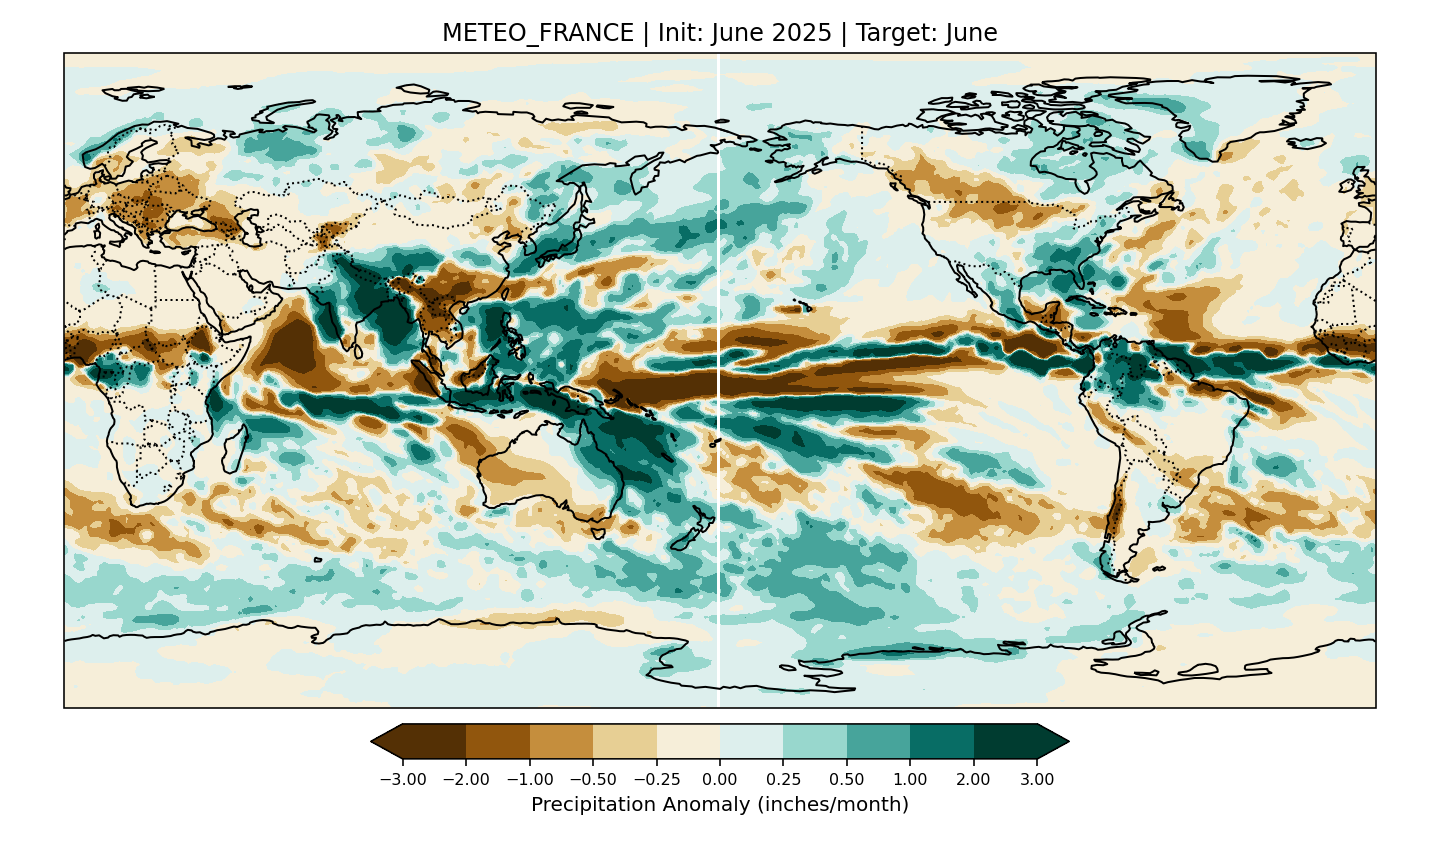 METEO_FRANCE | Init: June 2025 | Target: June
−3.00 −2.00 −1.00 −0.50 −0.25 0.00 0.25 0.50 1.00 2.00 3.00
Precipitation Anomaly (inches/month)